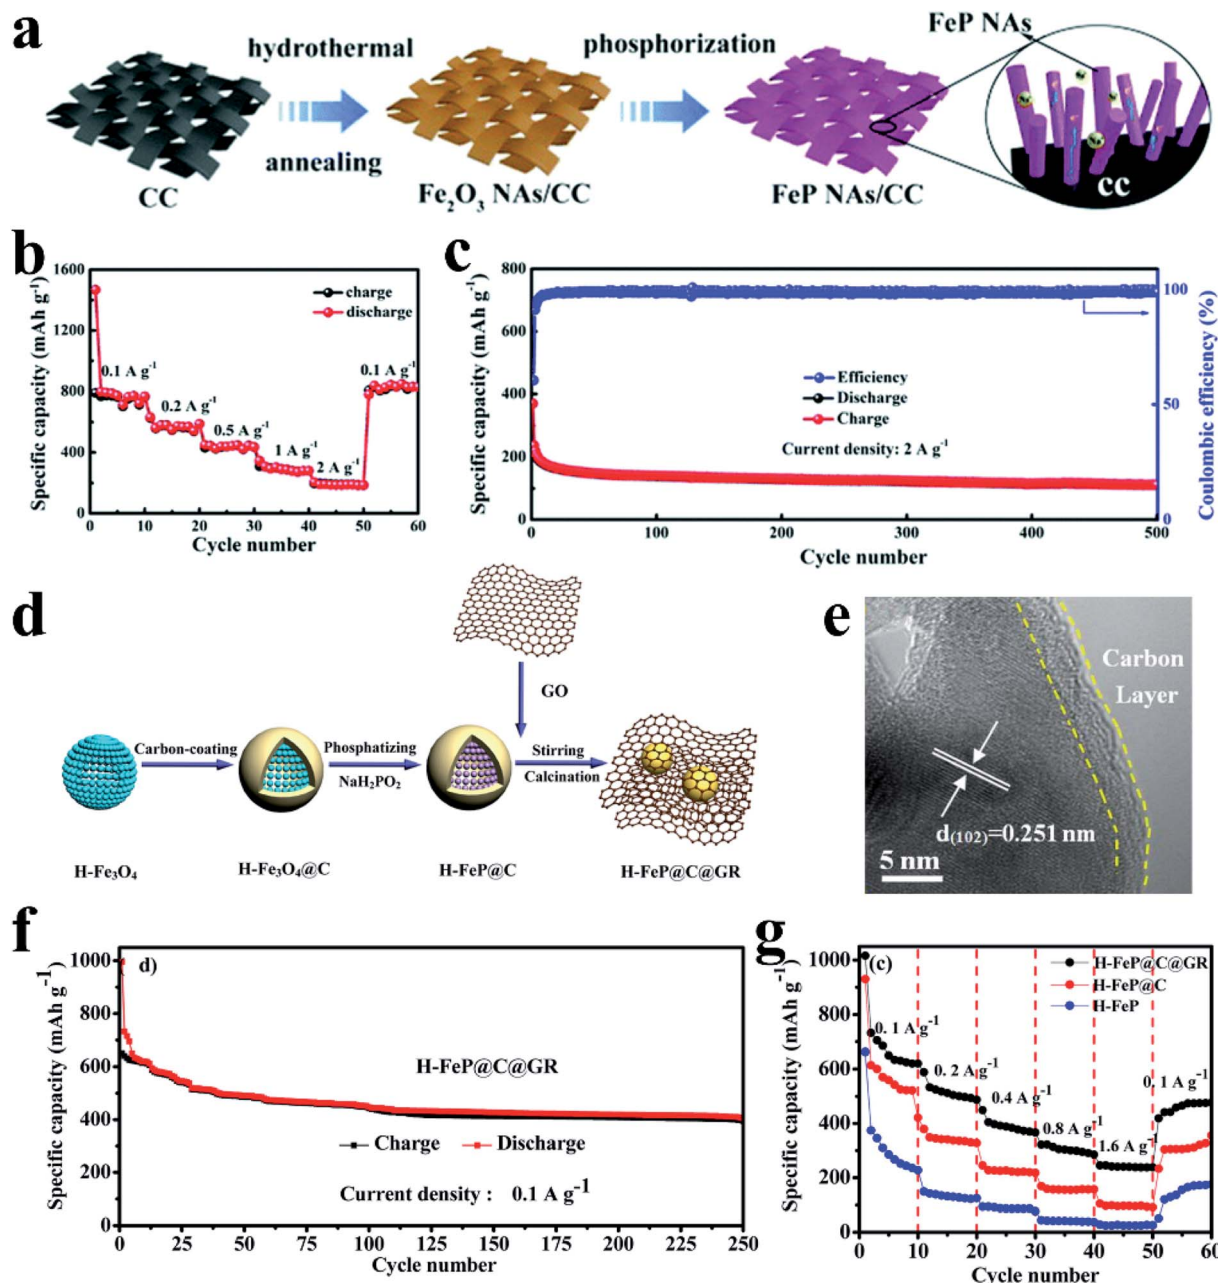 a
hydrothermal
annealing
phosphorization
FeP NAs
CC
Fe₂O₃ NAs/CC
FeP NAs/CC
CC
b
Specific capacity (mAh g⁻¹)
1600
1200
800
400
0
charge
discharge
0.1 A g⁻¹
0.2 A g⁻¹
0.5 A g⁻¹
1 A g⁻¹
2 A g⁻¹
0.1 A g⁻¹
0 10 20 30 40 50 60
Cycle number
c
Specific capacity (mAh g⁻¹)
800
600
400
200
0
Efficiency
Discharge
Charge
Current density: 2 A g⁻¹
100
50
0
Coulombic efficiency (%)
0 100 200 300 400 500
Cycle number
d
GO
Carbon-coating
Phosphatizing
NaH₂PO₂
Stirring
Calcination
H-Fe₃O₄
H-Fe₃O₄@C
H-FeP@C
H-FeP@C@GR
e
Carbon
Layer
d₍₁₀₂₎=0.251 nm
5 nm
f
Specific capacity (mAh g⁻¹)
1000
800
600
400
200
0
d)
H-FeP@C@GR
Charge
Discharge
Current density : 0.1 A g⁻¹
0 25 50 75 100 125 150 175 200 225 250
Cycle number
g
Specific capacity (mAh g⁻¹)
1000
800
600
400
200
0
(c)
H-FeP@C@GR
H-FeP@C
H-FeP
0. 1 A g⁻¹
0. 2 A g⁻¹
0.4 A g⁻¹
0.8 A g⁻¹
1.6 A g⁻¹
0. 1 A g⁻¹
0 10 20 30 40 50 60
Cycle number